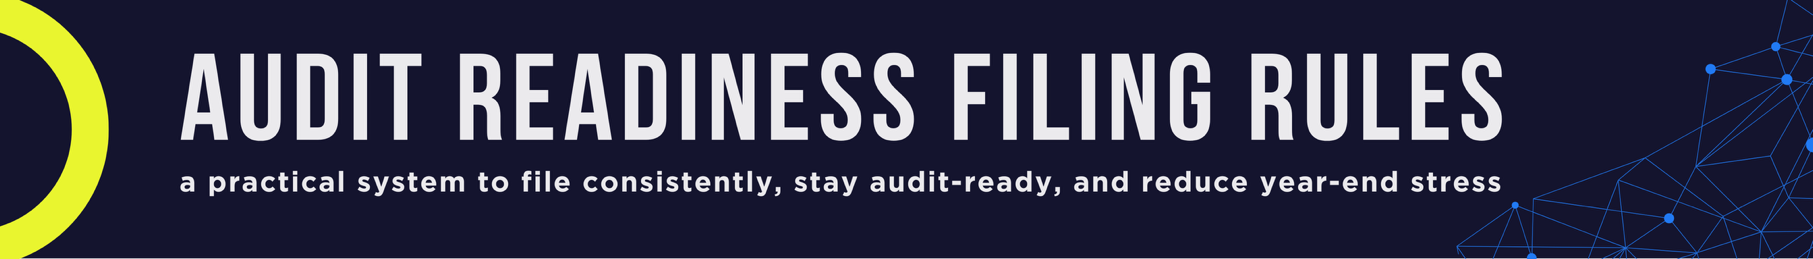 AUDIT READINESS FILING RULES
a practical system to file consistently, stay audit-ready, and reduce year-end stress